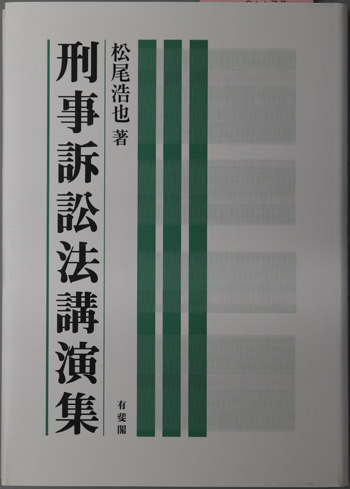 松尾浩也 著
刑事訴訟法講演集
有斐閣